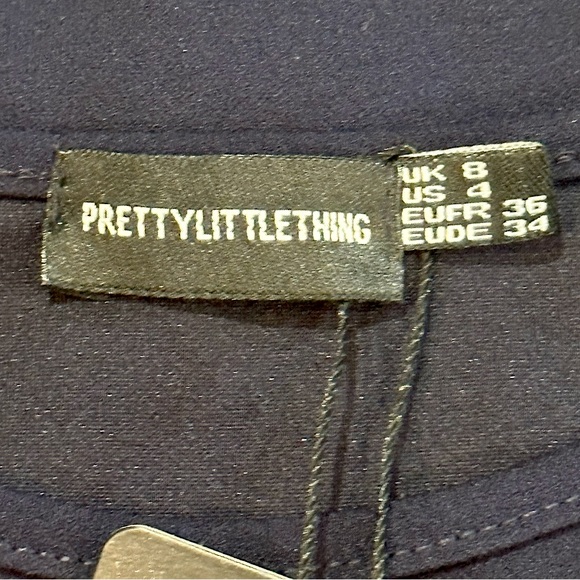 PRETTYLITTLETHING
UK 8
US 4
EUFR 36
EUDE 34